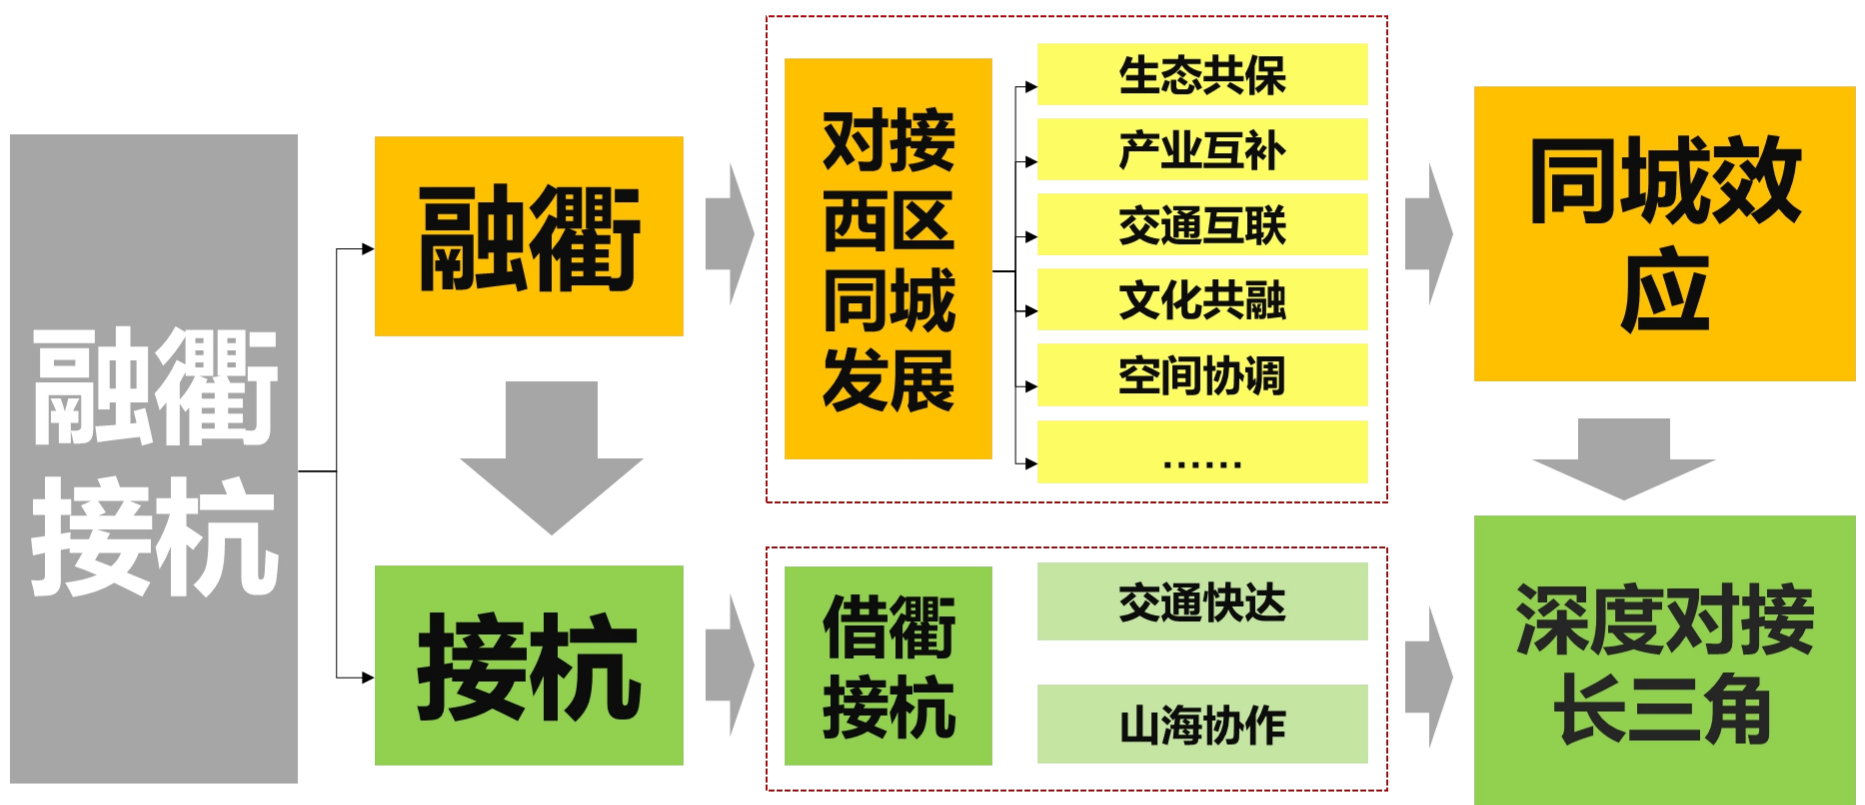 融衢
接杭
融衢
对接
西区
同城
发展
生态共保
产业互补
交通互联
文化共融
空间协调
……
同城效
应
接杭
借衢
接杭
交通快达
山海协作
深度对接
长三角